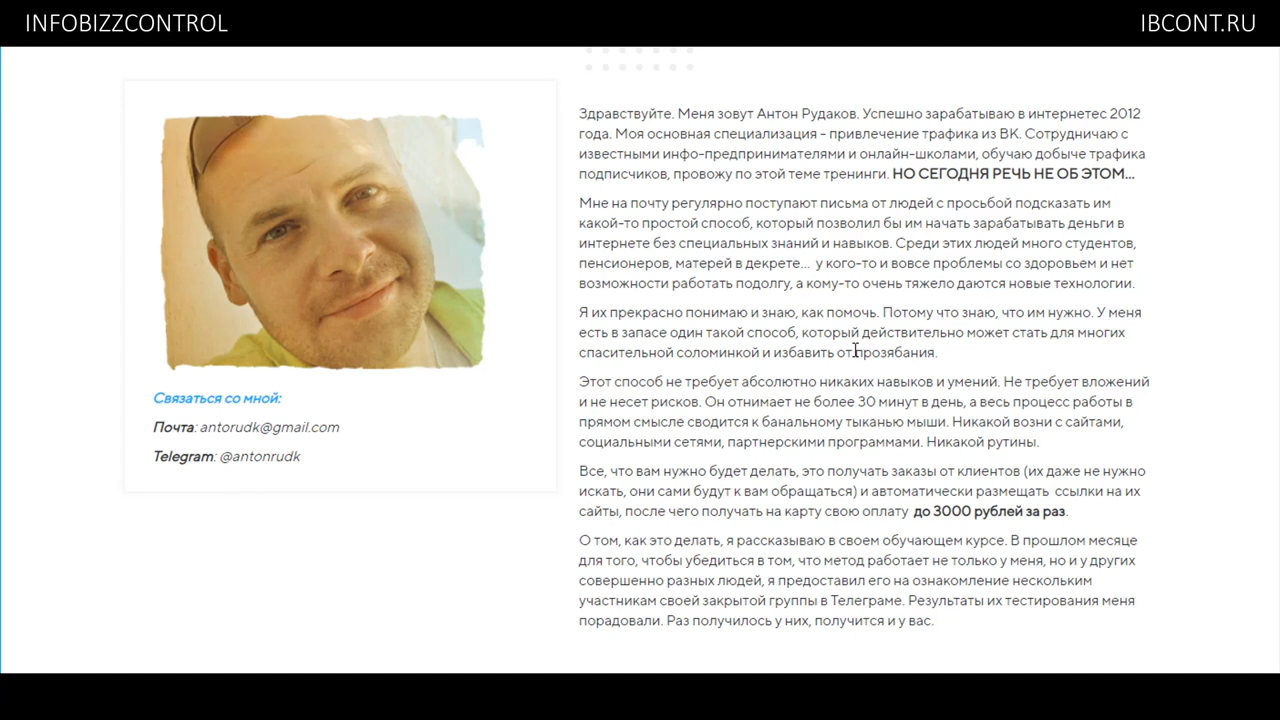 INFOBIZZCONTROL
IBCONT.RU
Связаться со мной:
Почта: antorudk@gmail.com
Telegram: @antonrudk
Здравствуйте. Меня зовут Антон Рудаков. Успешно зарабатываю в интернетес 2012
года. Моя основная специализация - привлечение трафика из ВК. Сотрудничаю с
известными инфо-предпринимателями и онлайн-школами, обучаю добыче трафика
подписчиков, провожу по этой теме тренинги. НО СЕГОДНЯ РЕЧЬ НЕ ОБ ЭТОМ...
Мне на почту регулярно поступают письма от людей с просьбой подсказать им
какой-то простой способ, который позволил бы им начать зарабатывать деньги в
интернете без специальных знаний и навыков. Среди этих людей много студентов,
пенсионеров, матерей в декрете... у кого-то и вовсе проблемы со здоровьем и нет
возможности работать подолгу, а кому-то очень тяжело даются новые технологии.
Я их прекрасно понимаю и знаю, как помочь. Потому что знаю, что им нужно. У меня
есть в запасе один такой способ, который действительно может стать для многих
спасительной соломинкой и избавить от прозябания.
Этот способ не требует абсолютно никаких навыков и умений. Не требует вложений
и не несет рисков. Он отнимает не более 30 минут в день, а весь процесс работы в
прямом смысле сводится к банальному тыканью мыши. Никакой возни с сайтами,
социальными сетями, партнерскими программами. Никакой рутины.
Все, что вам нужно будет делать, это получать заказы от клиентов (их даже не нужно
искать, они сами будут к вам обращаться) и автоматически размещать ссылки на их
сайты, после чего получать на карту свою оплату до 3000 рублей за раз.
О том, как это делать, я рассказываю в своем обучающем курсе. В прошлом месяце
для того, чтобы убедиться в том, что метод работает не только у меня, но и у других
совершенно разных людей, я предоставил его на ознакомление нескольким
участникам своей закрытой группы в Телеграме. Результаты их тестирования меня
порадовали. Раз получилось у них, получится и у вас.